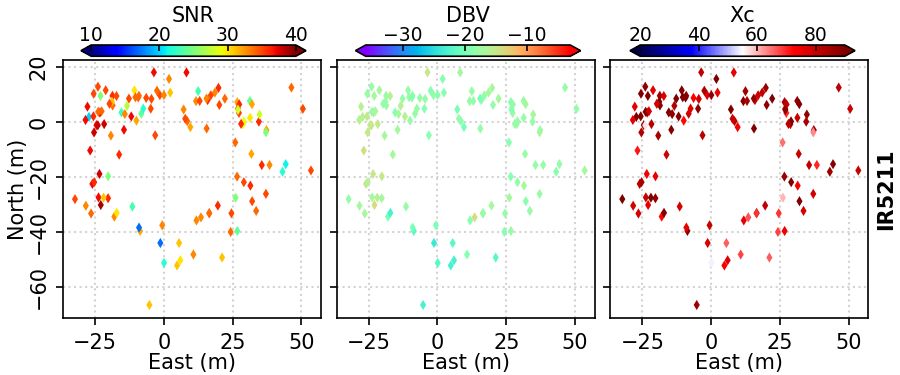 SNR DBV Xc
10 20 30 40 −30 −20 −10 20 40 60 80
20
0
−20
−40
−60
North (m)
IR5211
−25 0 25 50 −25 0 25 50 −25 0 25 50
East (m) East (m) East (m)